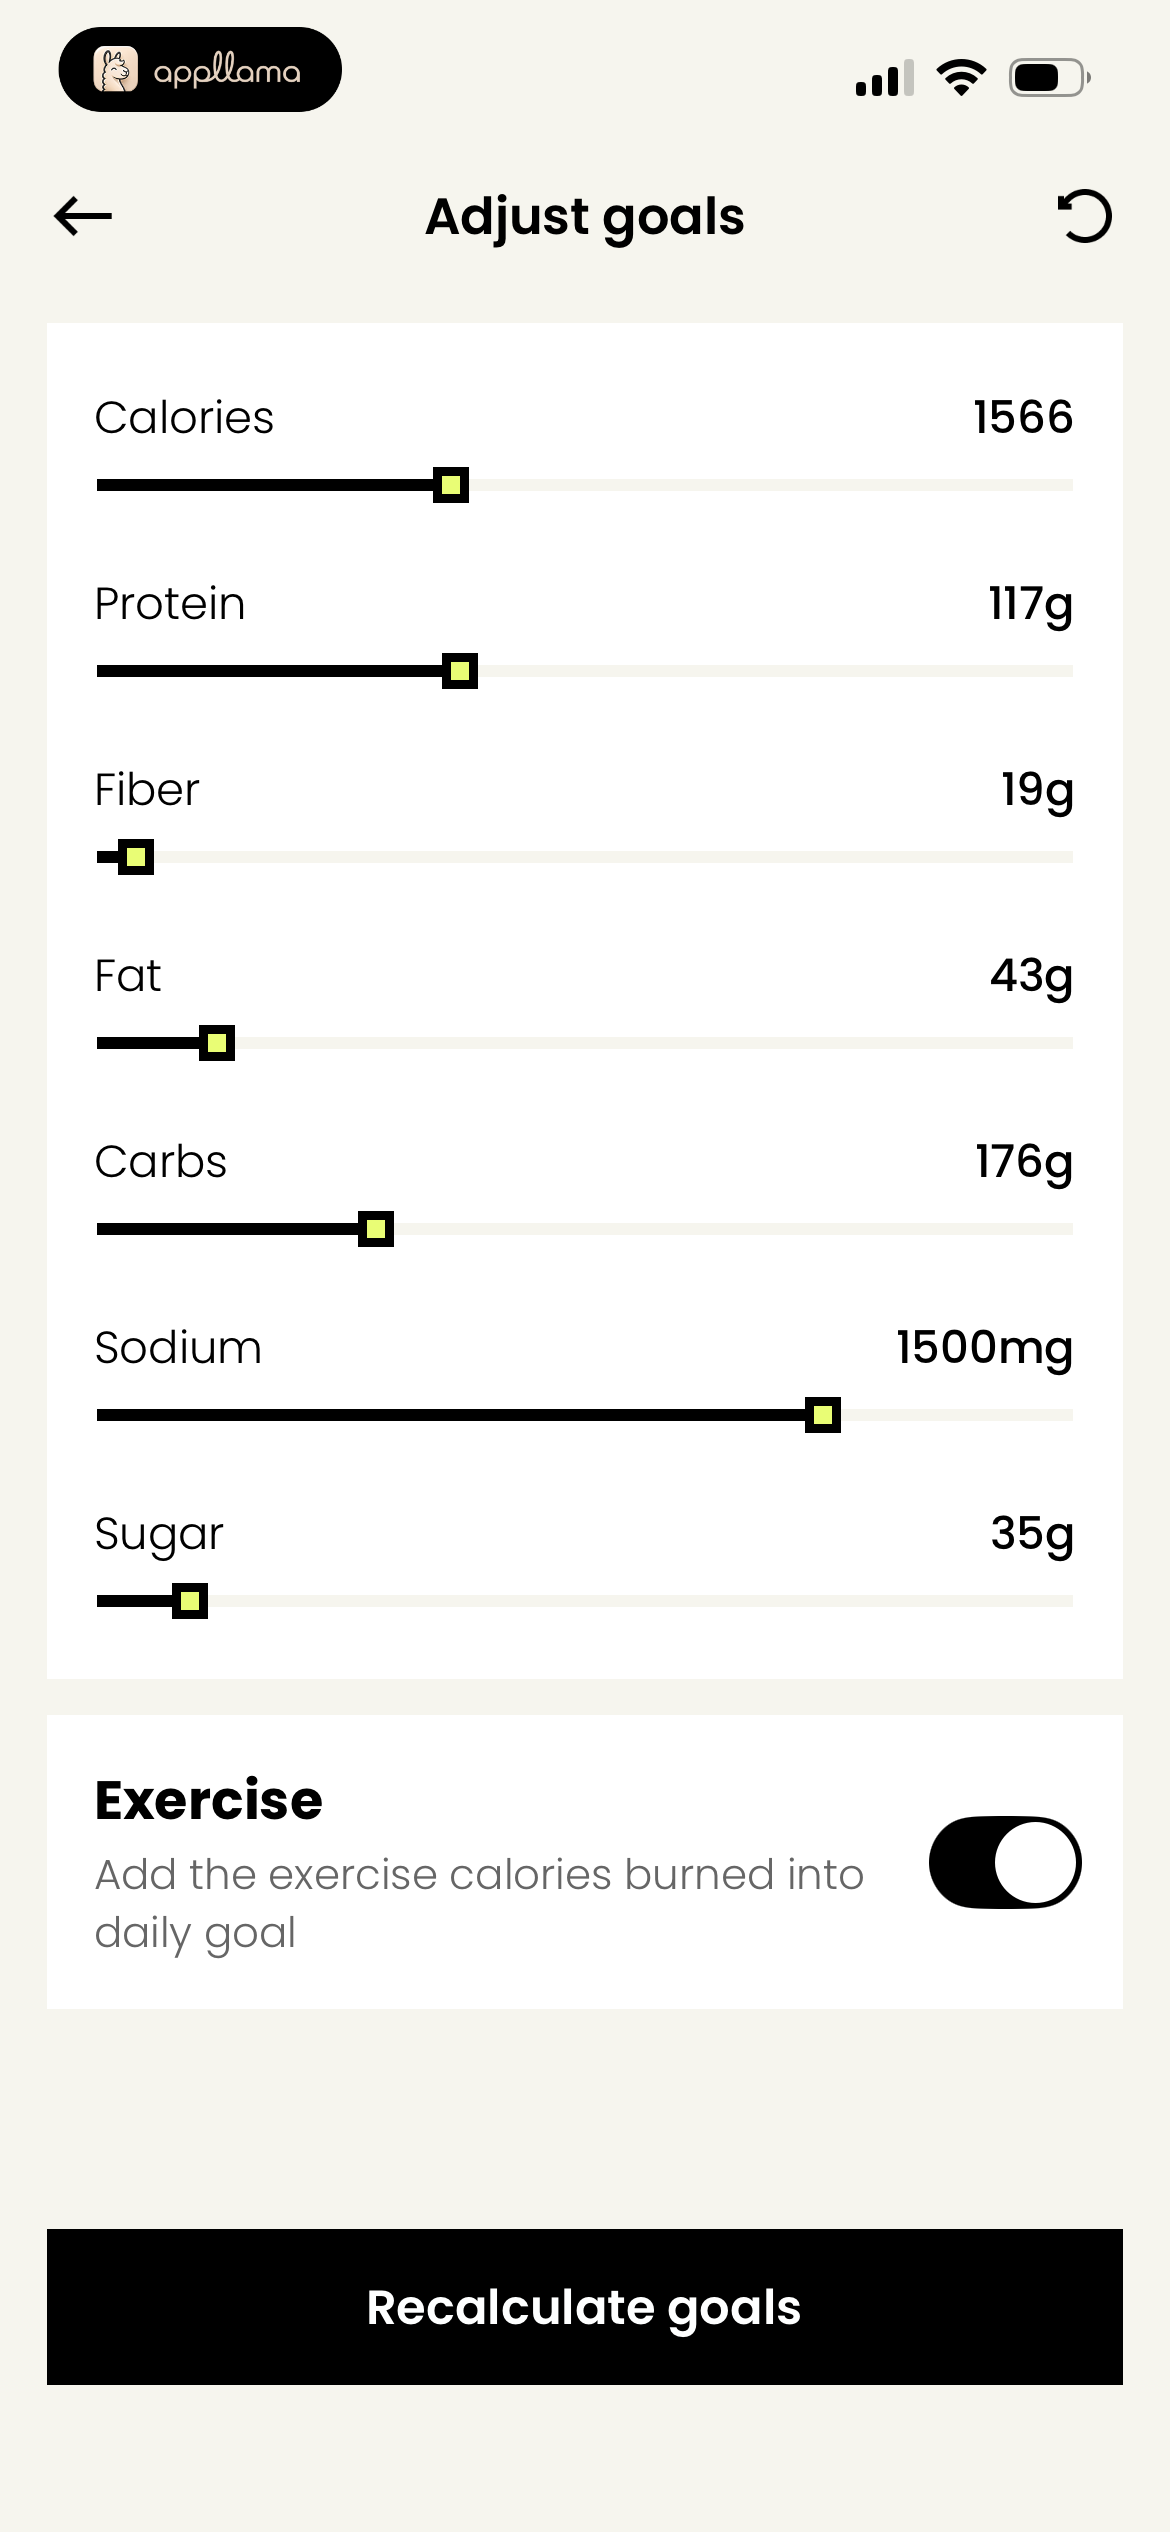 appllama
Adjust goals
Calories 1566
Protein 117g
Fiber 19g
Fat 43g
Carbs 176g
Sodium 1500mg
Sugar 35g
Exercise
Add the exercise calories burned into
daily goal
Recalculate goals